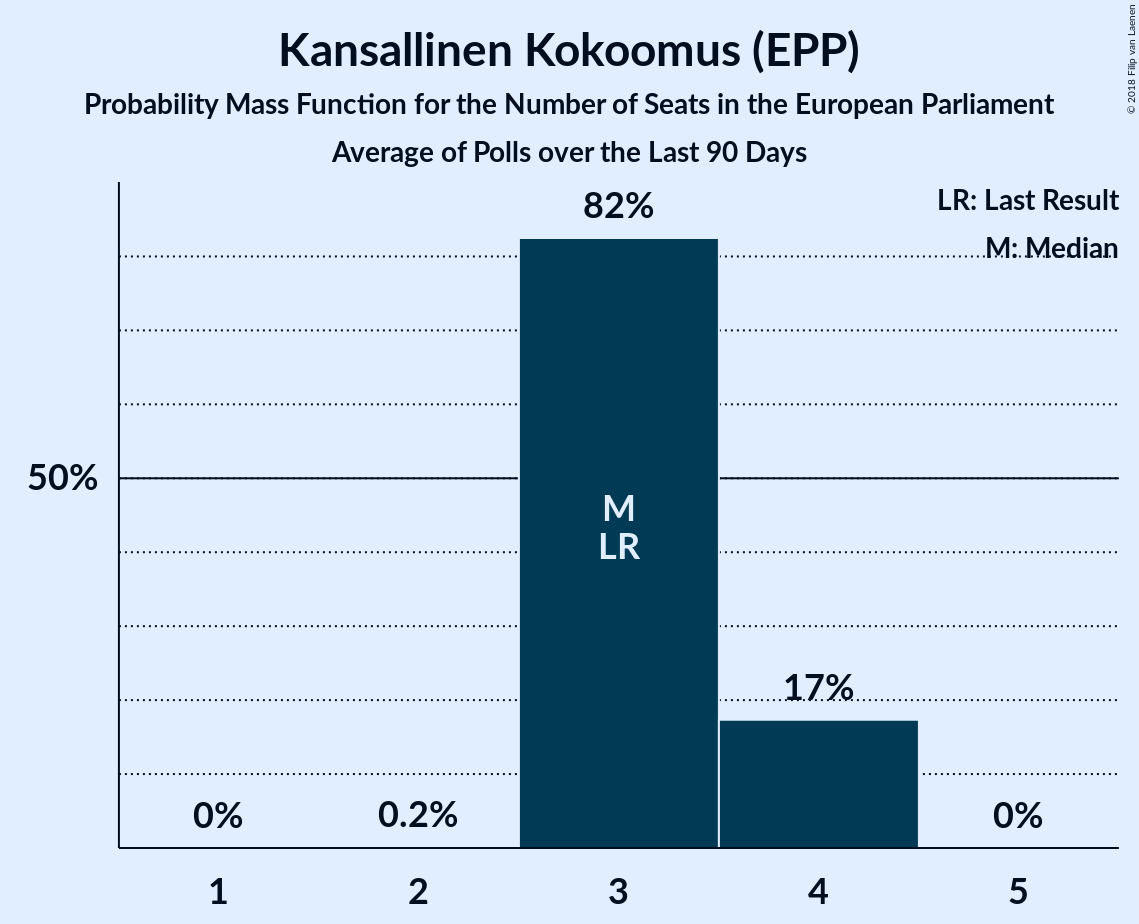 Kansallinen Kokoomus (EPP)
Probability Mass Function for the Number of Seats in the European Parliament
Average of Polls over the Last 90 Days
© 2018 Filip van Laenen
LR: Last Result
M: Median
82%
50%
M
LR
17%
0%
0.2%
0%
1
2
3
4
5